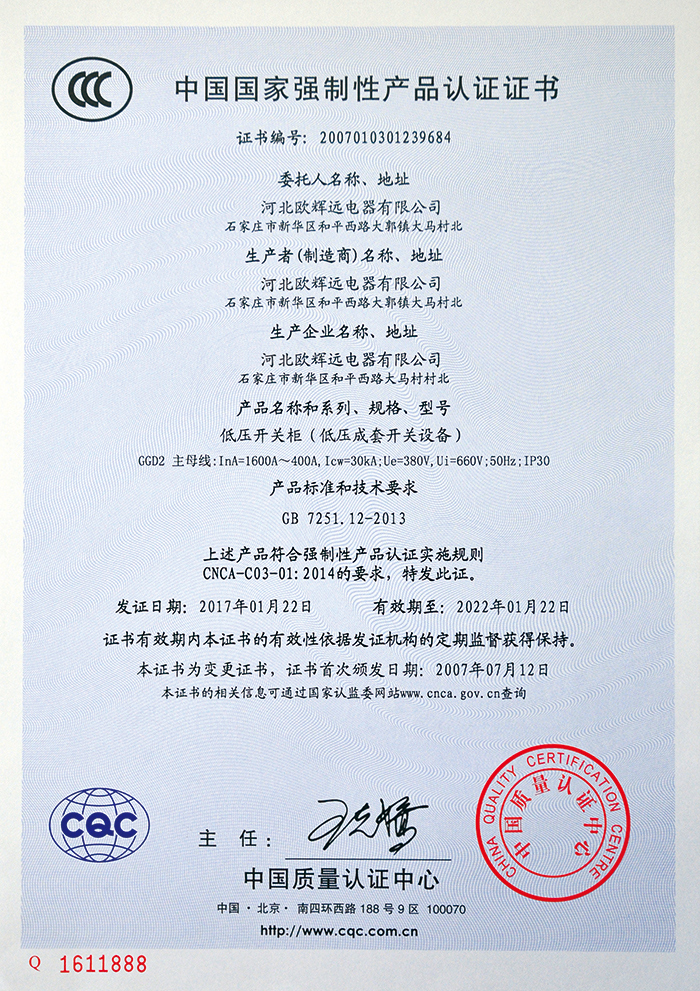 CCC
中国国家强制性产品认证证书
证书编号：2007010301239684
委托人名称、地址
河北欧辉远电器有限公司
石家庄市新华区和平西路大郭镇大马村北
生产者(制造商)名称、地址
河北欧辉远电器有限公司
石家庄市新华区和平西路大郭镇大马村北
生产企业名称、地址
河北欧辉远电器有限公司
石家庄市新华区和平西路大马村村北
产品名称和系列、规格、型号
低压开关柜（低压成套开关设备）
GGD2 主母线:InA=1600A～400A,Icw=30kA;Ue=380V,Ui=660V;50Hz;IP30
产品标准和技术要求
GB 7251.12-2013
上述产品符合强制性产品认证实施规则
CNCA-C03-01:2014的要求，特发此证。
发证日期：2017年01月22日 有效期至：2022年01月22日
证书有效期内本证书的有效性依据发证机构的定期监督获得保持。
本证书为变更证书，证书首次颁发日期：2007年07月12日
本证书的相关信息可通过国家认监委网站www.cnca.gov.cn查询
CQC
主 任：
中国质量认证中心
中国·北京·南四环西路 188 号 9 区 100070
http://www.cqc.com.cn
CHINA QUALITY CERTIFICATION CENTRE
中国质量认证中心
Q 1611888